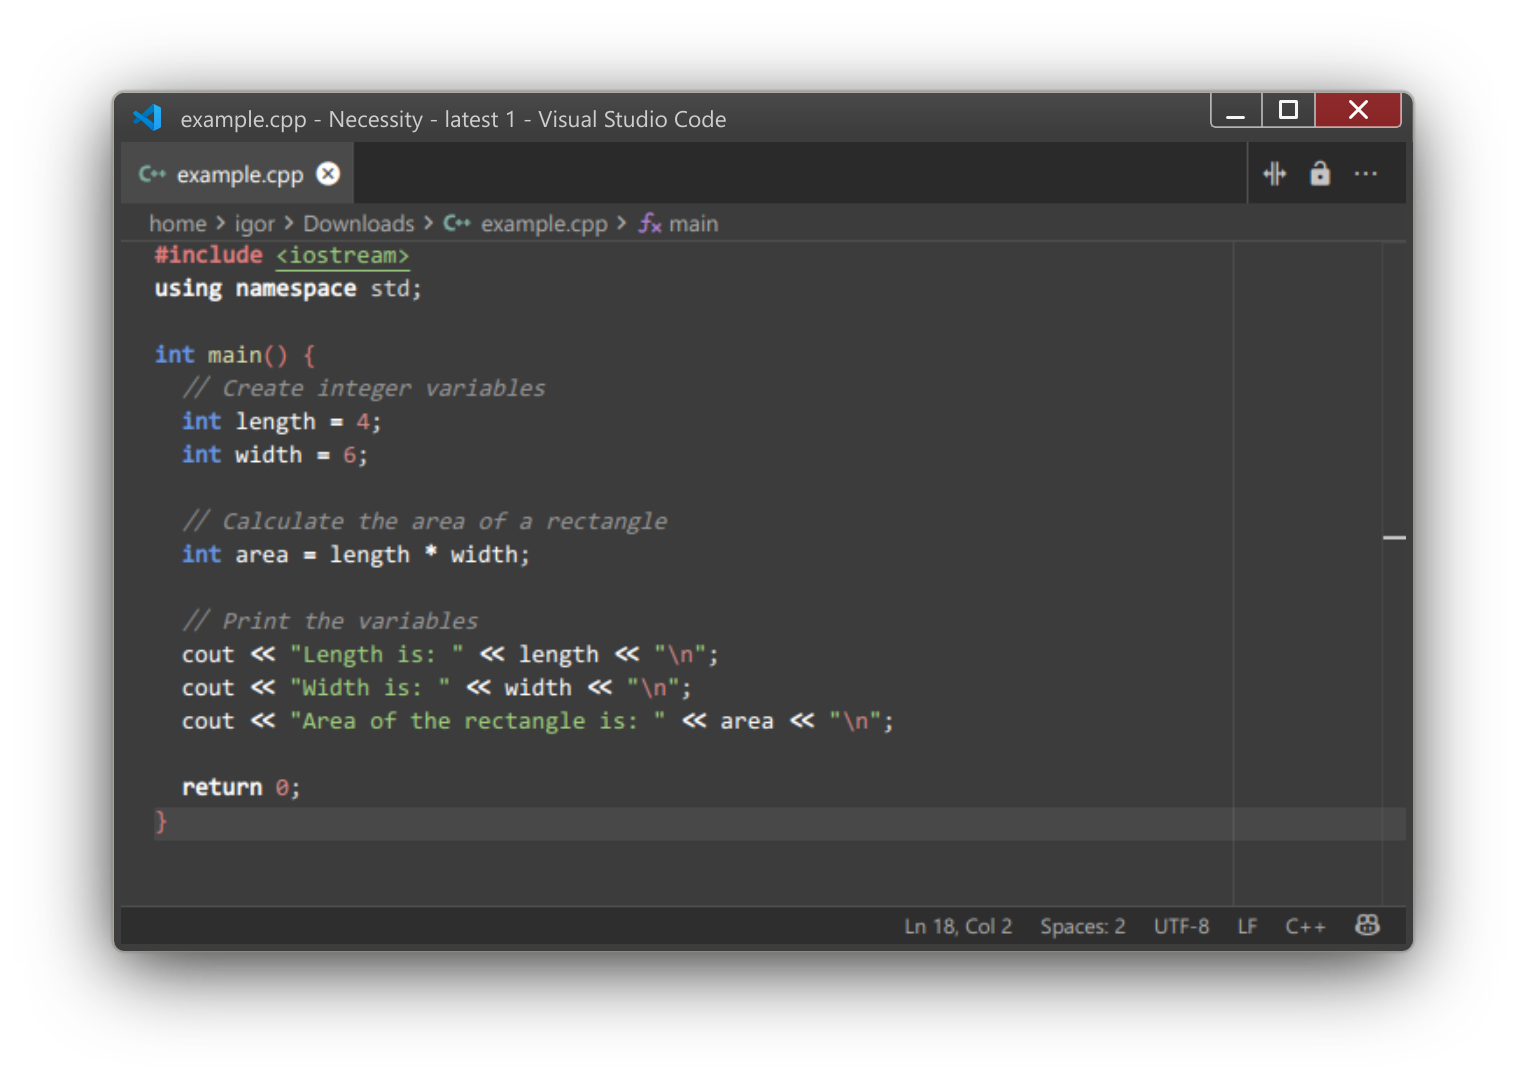 example.cpp - Necessity - latest 1 - Visual Studio Code
C++ example.cpp
home > igor > Downloads > C++ example.cpp > fx main
#include <iostream>
using namespace std;

int main() {
  // Create integer variables
  int length = 4;
  int width = 6;

  // Calculate the area of a rectangle
  int area = length * width;

  // Print the variables
  cout << "Length is: " << length << "\n";
  cout << "Width is: " << width << "\n";
  cout << "Area of the rectangle is: " << area << "\n";

  return 0;
}
Ln 18, Col 2 Spaces: 2 UTF-8 LF C++